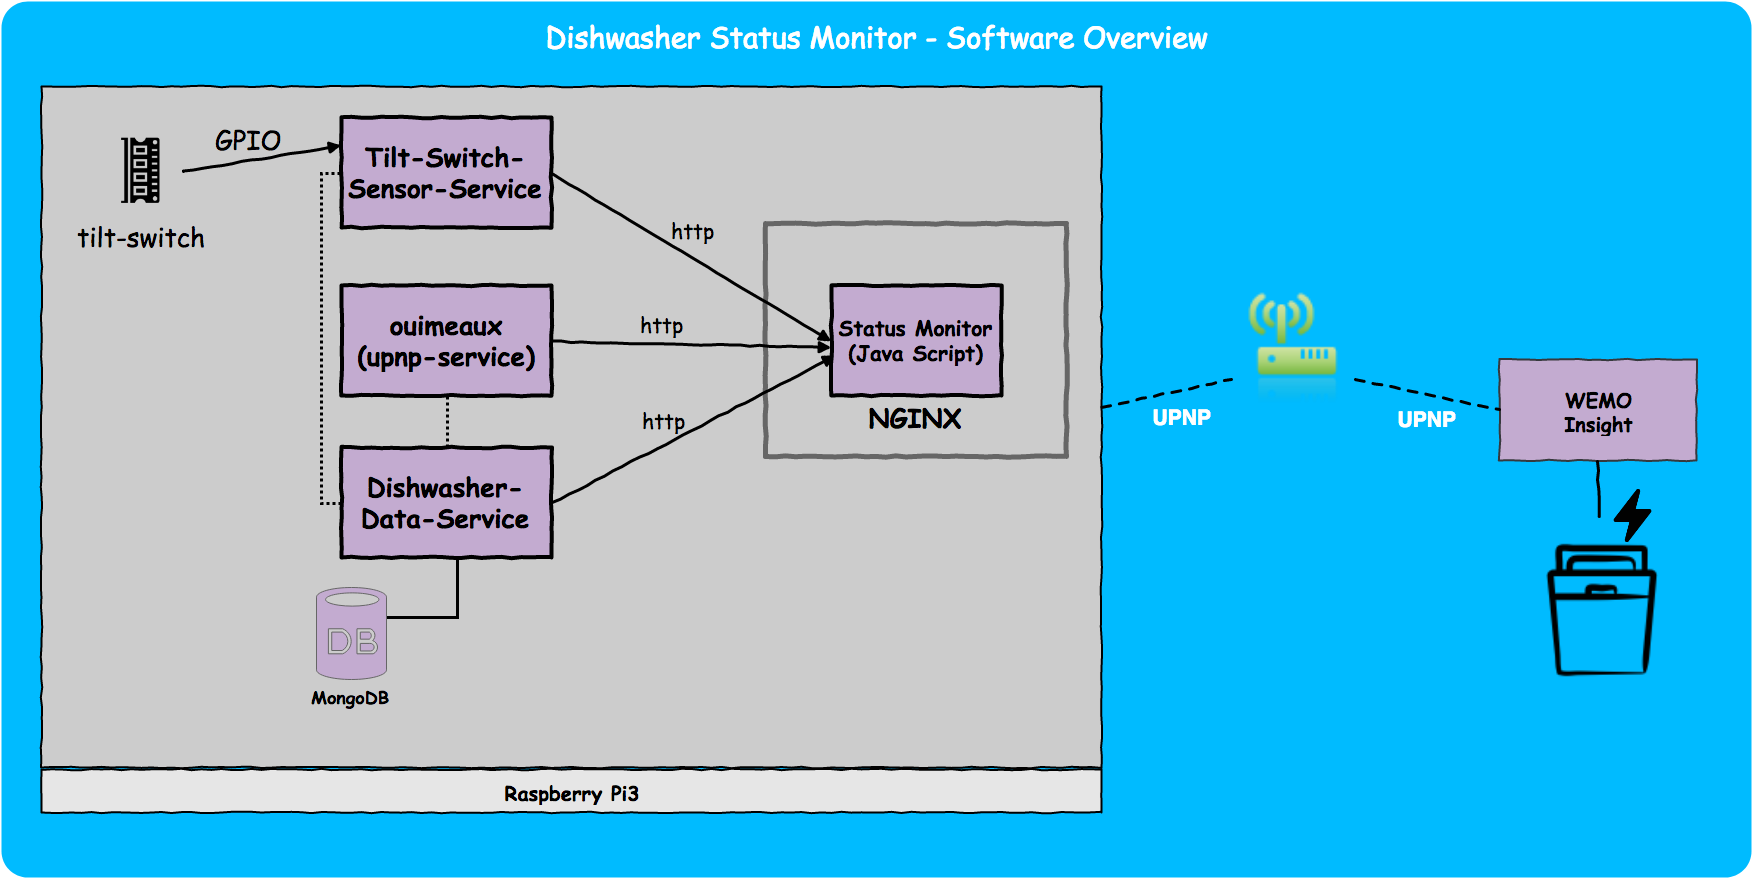 Dishwasher Status Monitor - Software Overview
GPIO
tilt-switch
Tilt-Switch-
Sensor-Service
http
ouimeaux
(upnp-service)
http
Status Monitor
(Java Script)
NGINX
http
Dishwasher-
Data-Service
DB
MongoDB
Raspberry Pi3
UPNP
UPNP
WEMO
Insight